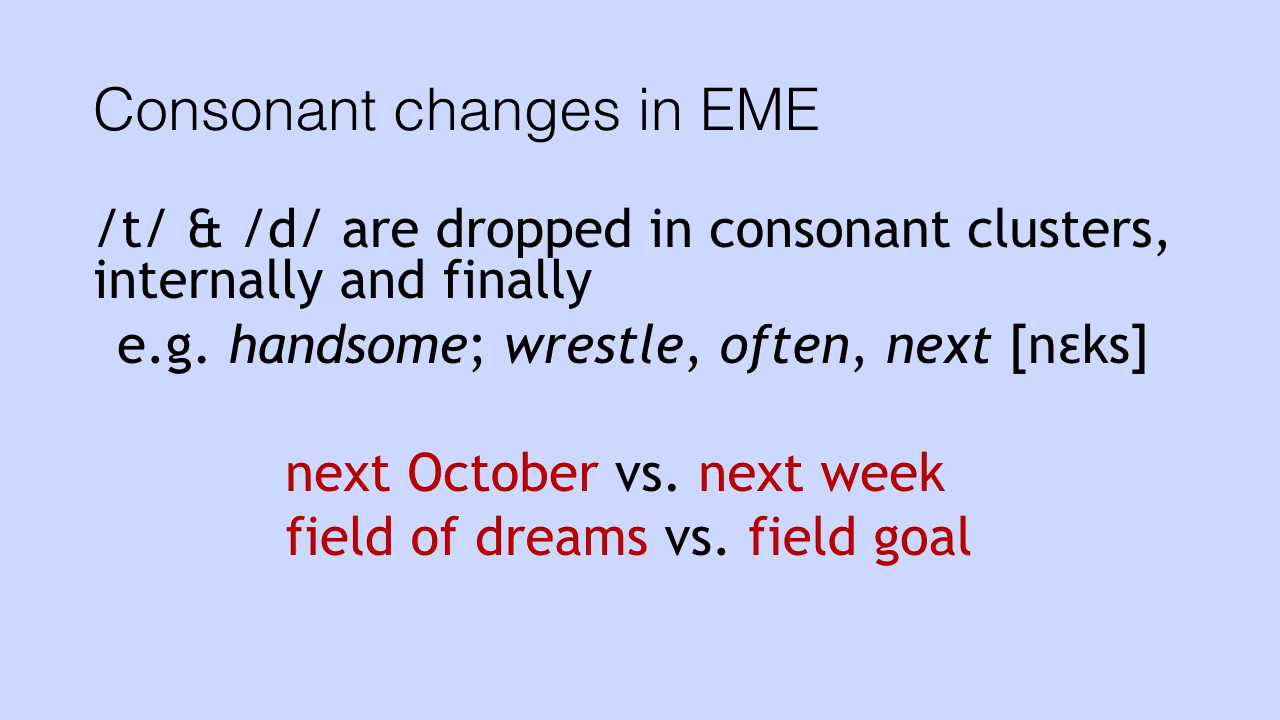 Consonant changes in EME
/t/ & /d/ are dropped in consonant clusters,
internally and finally
e.g. handsome; wrestle, often, next [nɛks]
next October vs. next week
field of dreams vs. field goal